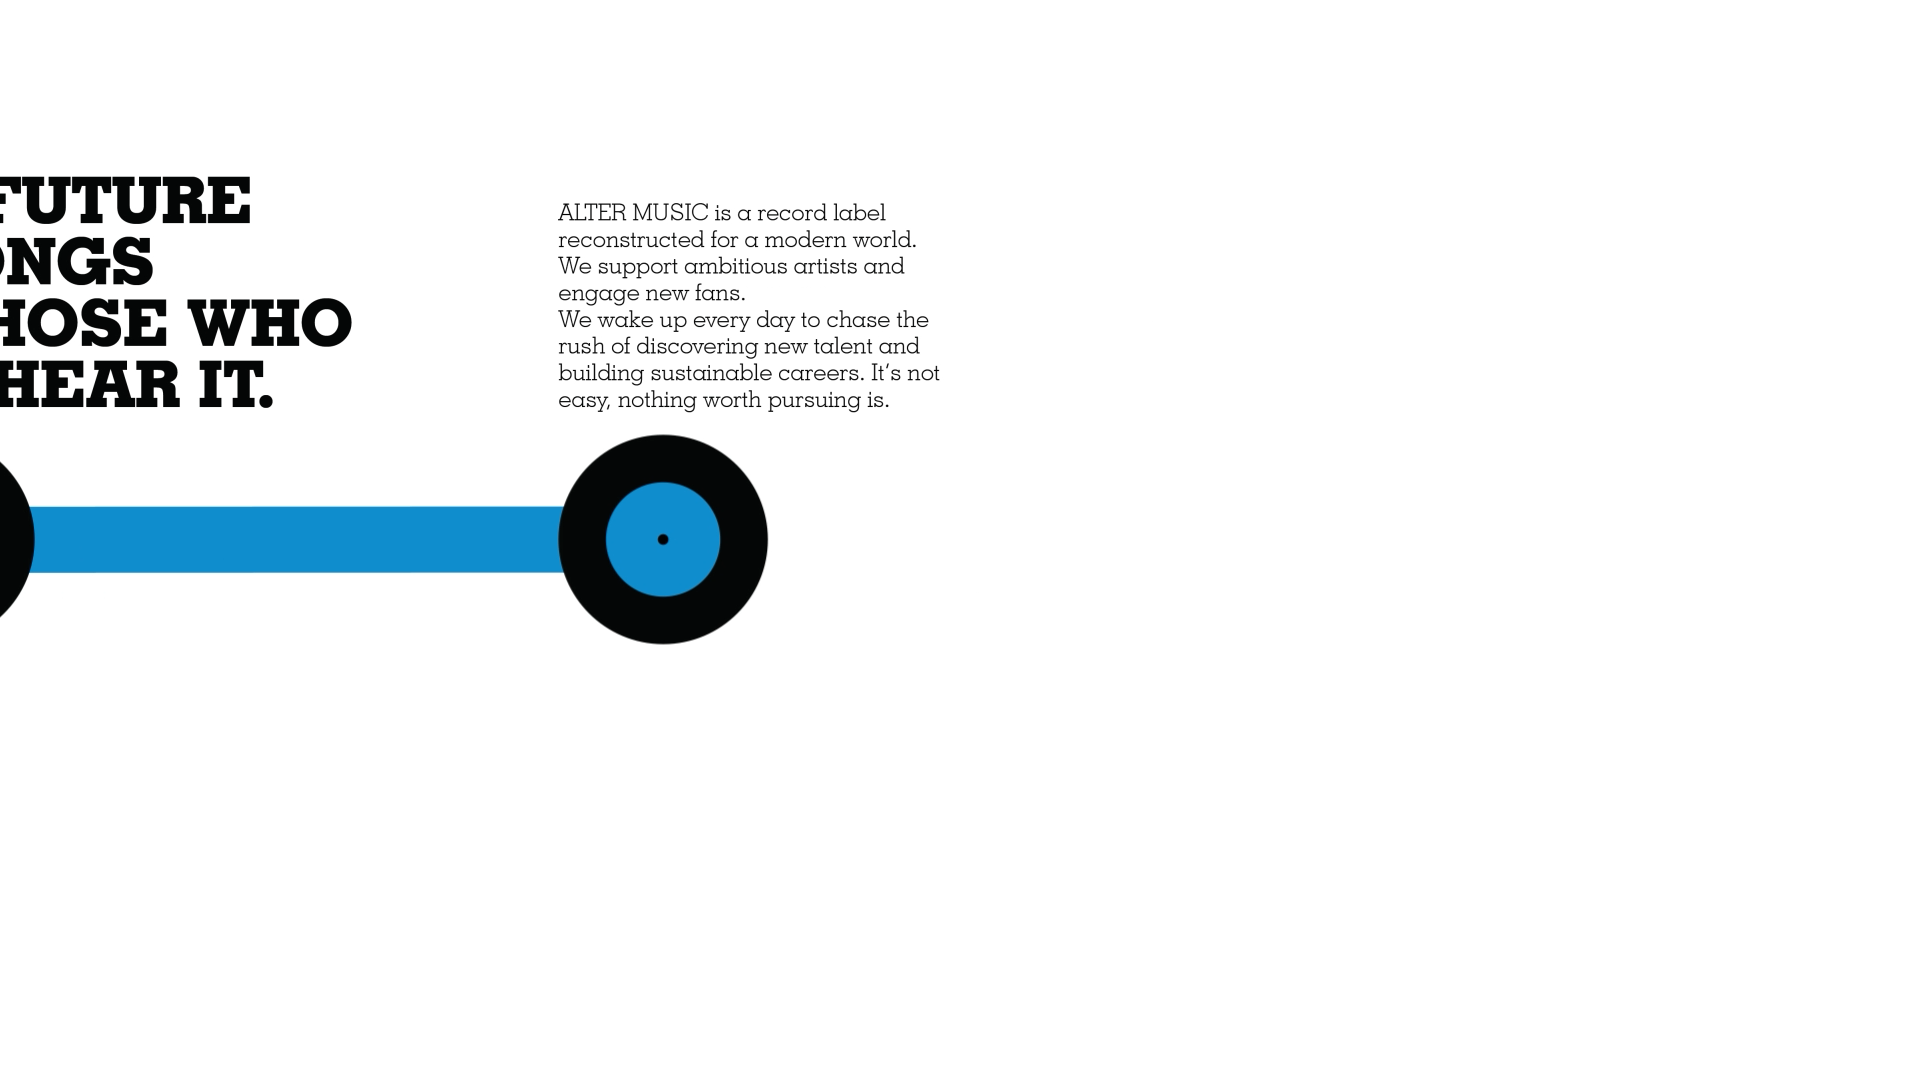 FUTURE
ONGS
HOSE WHO
HEAR IT.
ALTER MUSIC is a record label
reconstructed for a modern world.
We support ambitious artists and
engage new fans.
We wake up every day to chase the
rush of discovering new talent and
building sustainable careers. It’s not
easy, nothing worth pursuing is.